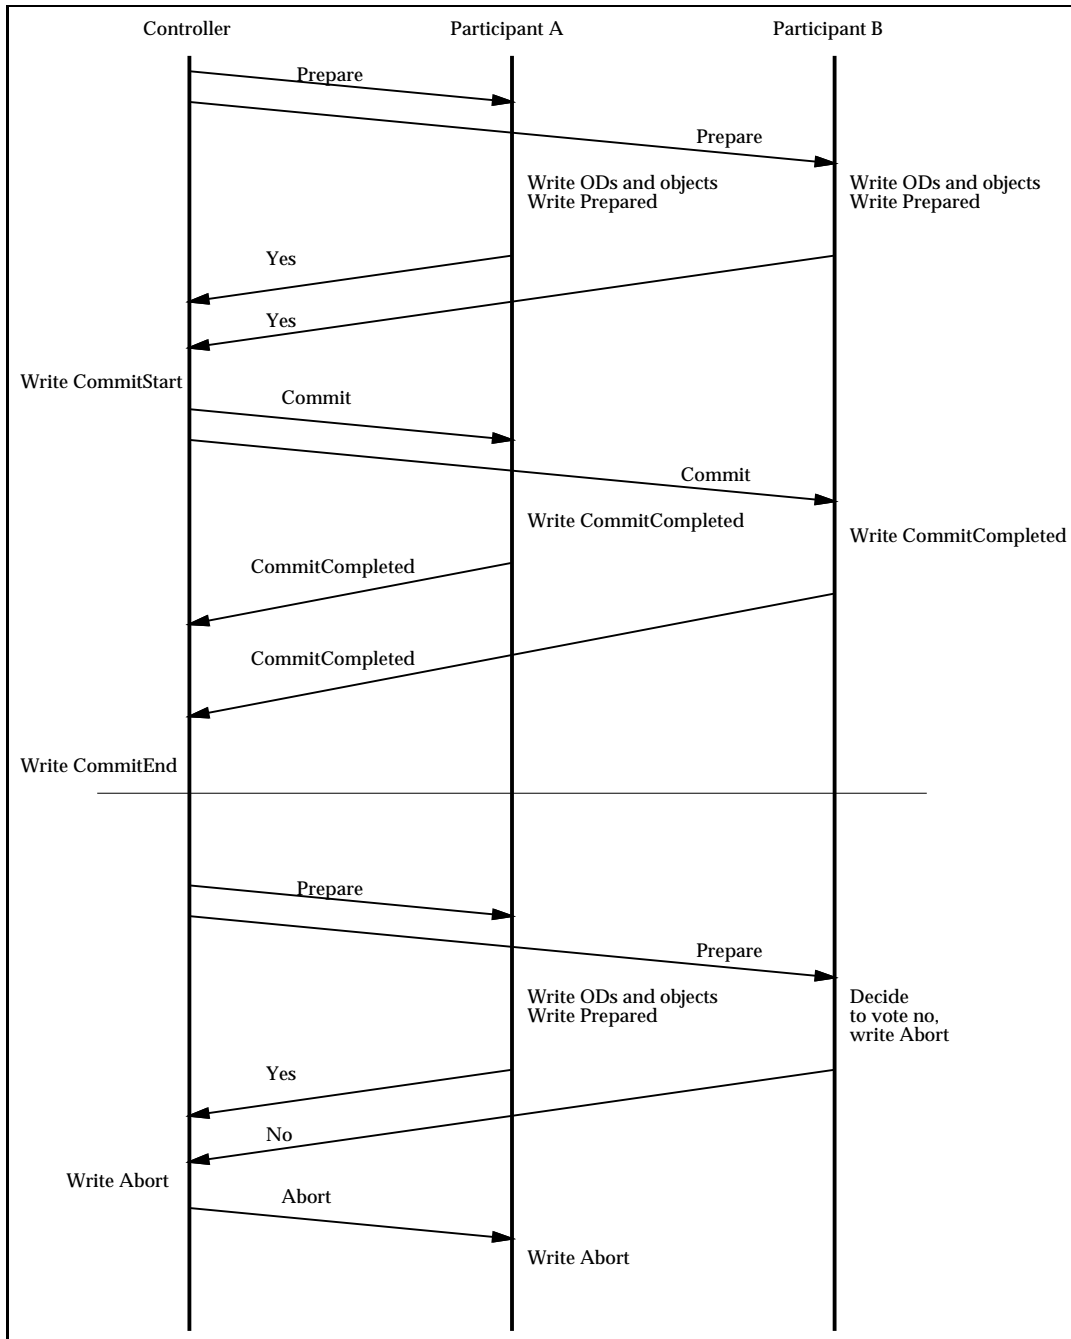 Controller
Participant A
Participant B
Prepare
Prepare
Write ODs and objects
Write Prepared
Write ODs and objects
Write Prepared
Yes
Yes
Write CommitStart
Commit
Commit
Write CommitCompleted
Write CommitCompleted
CommitCompleted
CommitCompleted
Write CommitEnd
Prepare
Prepare
Write ODs and objects
Write Prepared
Decide
to vote no,
write Abort
Yes
No
Write Abort
Abort
Write Abort